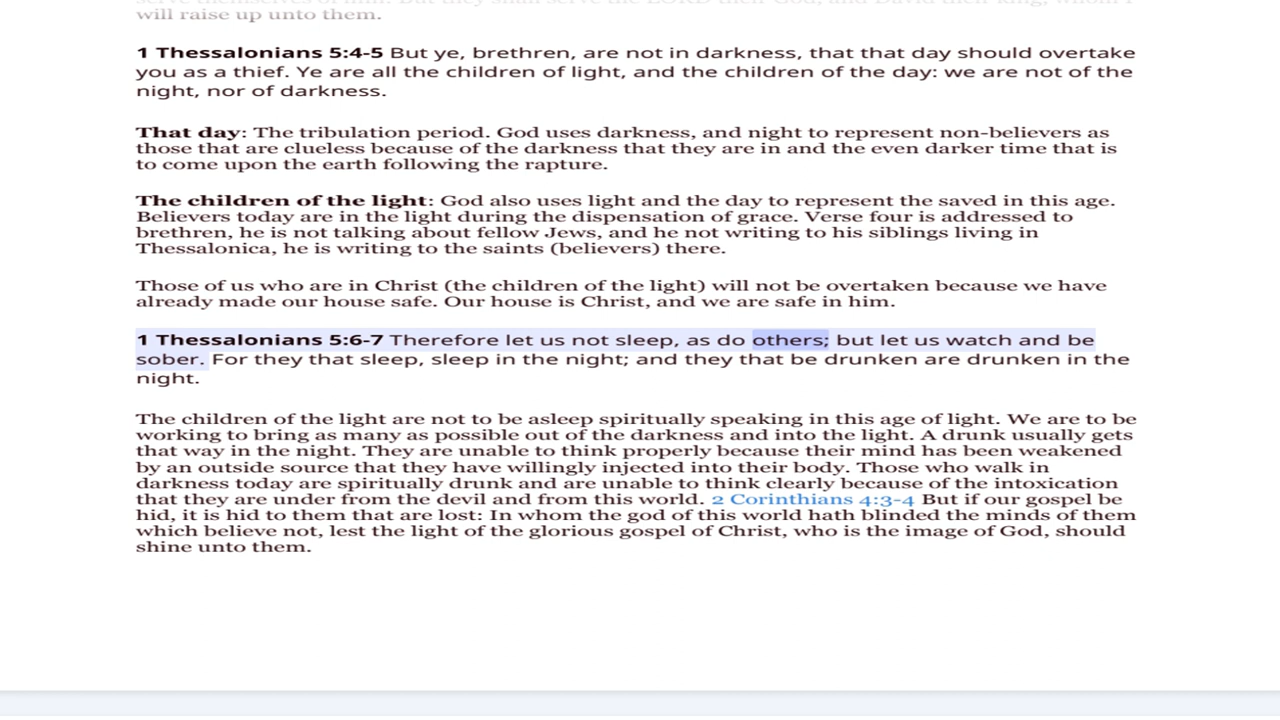 will raise up unto them.
1 Thessalonians 5:4-5 But ye, brethren, are not in darkness, that that day should overtake
you as a thief. Ye are all the children of light, and the children of the day: we are not of the
night, nor of darkness.
That day: The tribulation period. God uses darkness, and night to represent non-believers as
those that are clueless because of the darkness that they are in and the even darker time that is
to come upon the earth following the rapture.
The children of the light: God also uses light and the day to represent the saved in this age.
Believers today are in the light during the dispensation of grace. Verse four is addressed to
brethren, he is not talking about fellow Jews, and he not writing to his siblings living in
Thessalonica, he is writing to the saints (believers) there.
Those of us who are in Christ (the children of the light) will not be overtaken because we have
already made our house safe. Our house is Christ, and we are safe in him.
1 Thessalonians 5:6-7 Therefore let us not sleep, as do others; but let us watch and be
sober. For they that sleep, sleep in the night; and they that be drunken are drunken in the
night.
The children of the light are not to be asleep spiritually speaking in this age of light. We are to be
working to bring as many as possible out of the darkness and into the light. A drunk usually gets
that way in the night. They are unable to think properly because their mind has been weakened
by an outside source that they have willingly injected into their body. Those who walk in
darkness today are spiritually drunk and are unable to think clearly because of the intoxication
that they are under from the devil and from this world. 2 Corinthians 4:3-4 But if our gospel be
hid, it is hid to them that are lost: In whom the god of this world hath blinded the minds of them
which believe not, lest the light of the glorious gospel of Christ, who is the image of God, should
shine unto them.